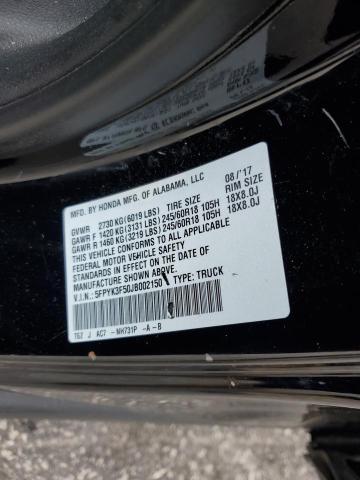 MFD. BY HONDA MFG. OF ALABAMA, LLC 08/'17
GVWR 2730 KG (6019 LBS) TIRE SIZE RIM SIZE
GAWR F 1420 KG (3131 LBS) 245/60R18 105H 18X8.0J
GAWR R 1460 KG (3219 LBS) 245/60R18 105H 18X8.0J
THIS VEHICLE CONFORMS TO ALL APPLICABLE
FEDERAL MOTOR VEHICLE SAFETY
STANDARDS IN EFFECT ON THE DATE OF
MANUFACTURE SHOWN ABOVE.
V.I.N.: 5FPYK3F50JB002150 TYPE: TRUCK
T6Z J AC7 -NH731P -A-B